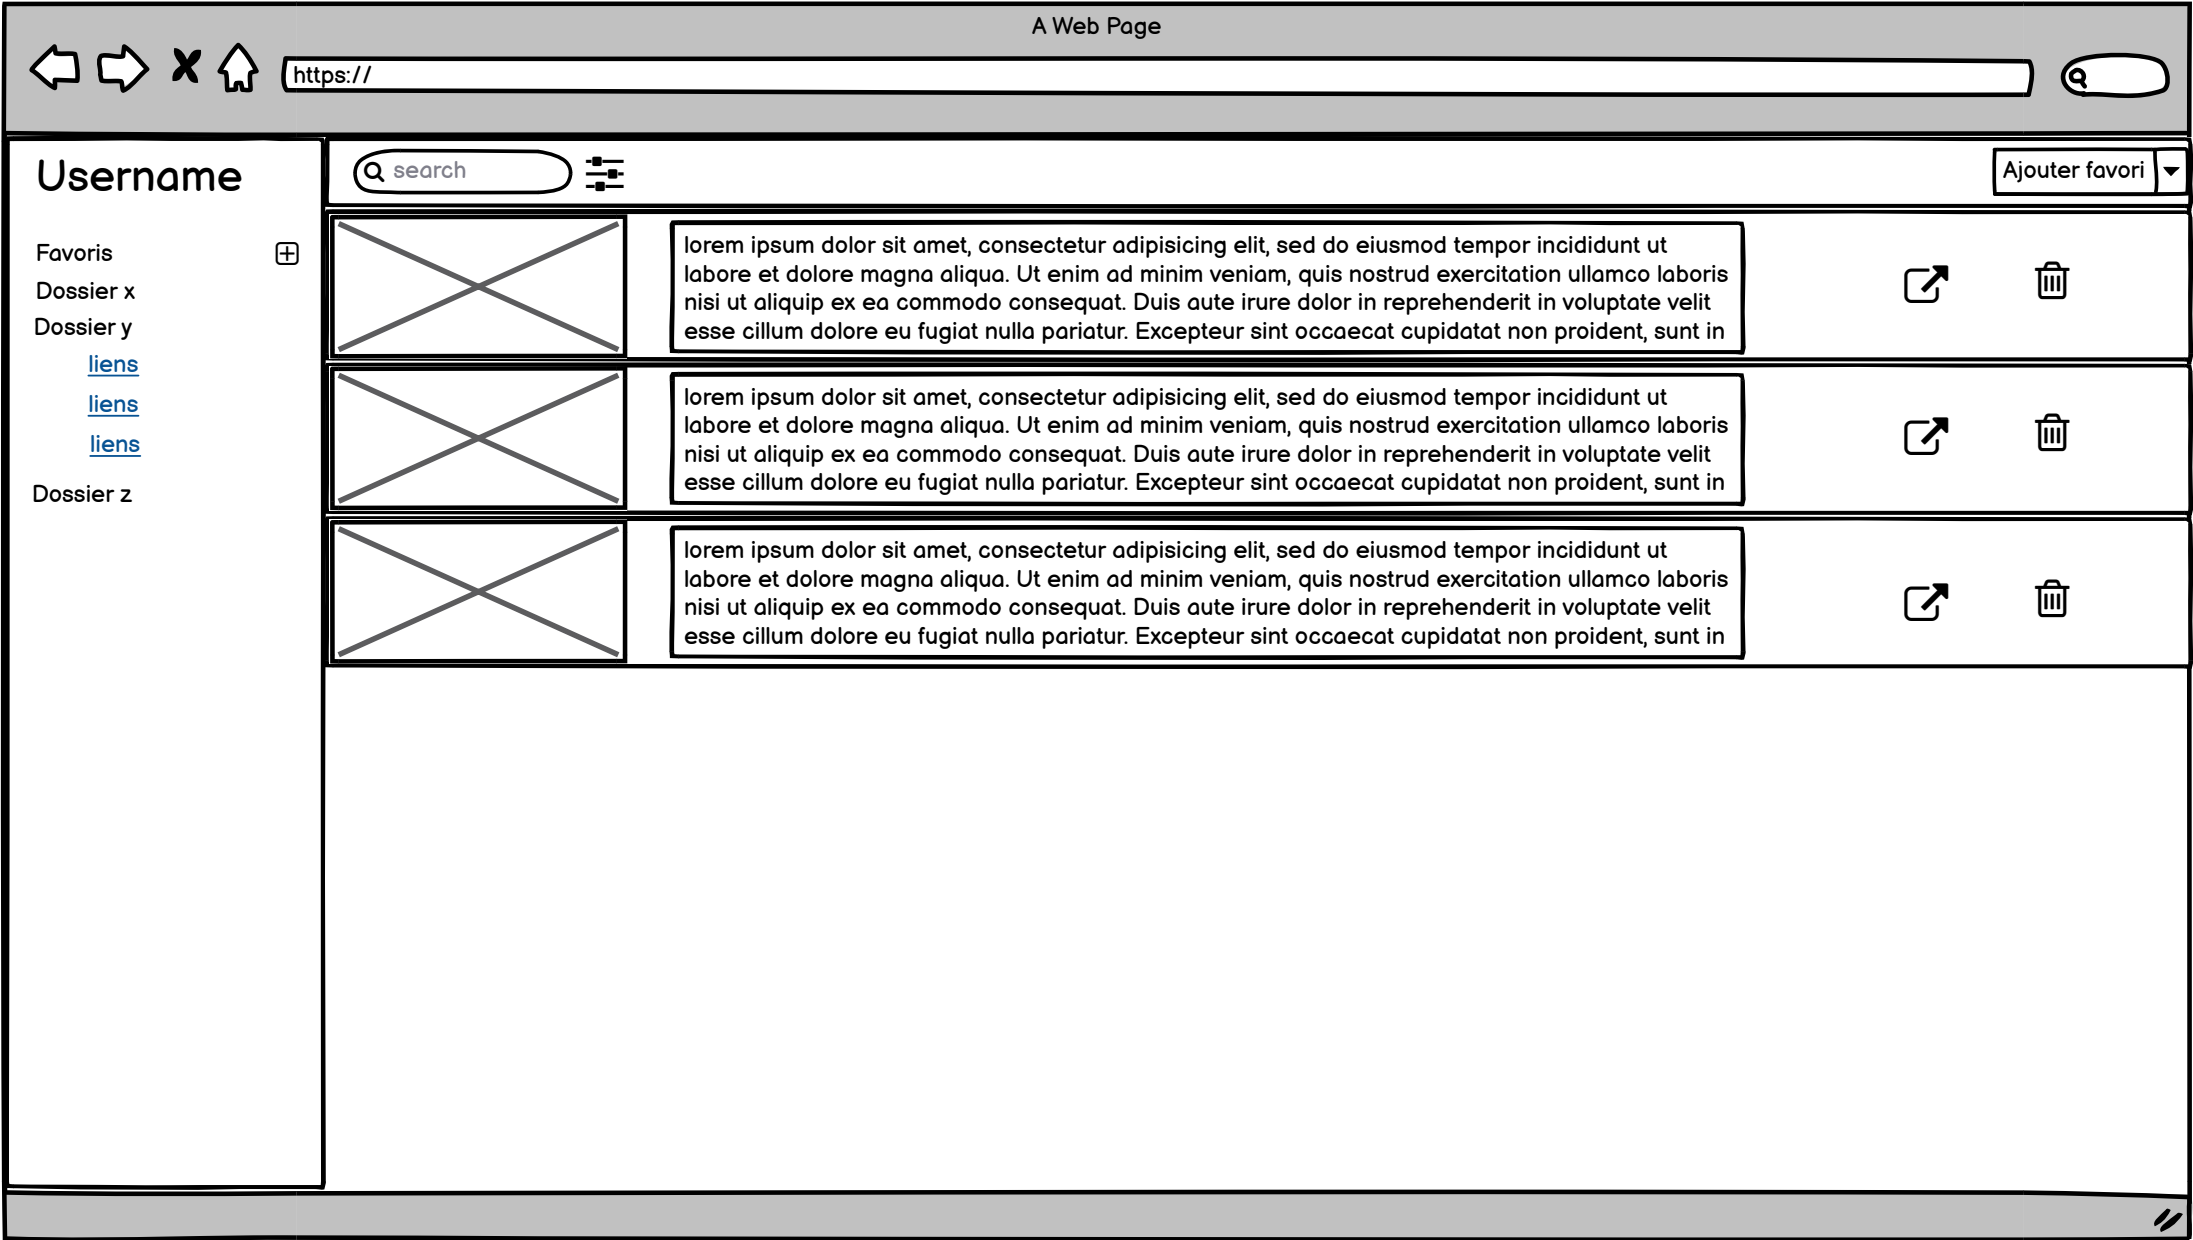 A Web Page
https://
Username
search
Ajouter favori
Favoris
Dossier x
Dossier y
liens
liens
liens
Dossier z
lorem ipsum dolor sit amet, consectetur adipisicing elit, sed do eiusmod tempor incididunt ut
labore et dolore magna aliqua. Ut enim ad minim veniam, quis nostrud exercitation ullamco laboris
nisi ut aliquip ex ea commodo consequat. Duis aute irure dolor in reprehenderit in voluptate velit
esse cillum dolore eu fugiat nulla pariatur. Excepteur sint occaecat cupidatat non proident, sunt in
lorem ipsum dolor sit amet, consectetur adipisicing elit, sed do eiusmod tempor incididunt ut
labore et dolore magna aliqua. Ut enim ad minim veniam, quis nostrud exercitation ullamco laboris
nisi ut aliquip ex ea commodo consequat. Duis aute irure dolor in reprehenderit in voluptate velit
esse cillum dolore eu fugiat nulla pariatur. Excepteur sint occaecat cupidatat non proident, sunt in
lorem ipsum dolor sit amet, consectetur adipisicing elit, sed do eiusmod tempor incididunt ut
labore et dolore magna aliqua. Ut enim ad minim veniam, quis nostrud exercitation ullamco laboris
nisi ut aliquip ex ea commodo consequat. Duis aute irure dolor in reprehenderit in voluptate velit
esse cillum dolore eu fugiat nulla pariatur. Excepteur sint occaecat cupidatat non proident, sunt in